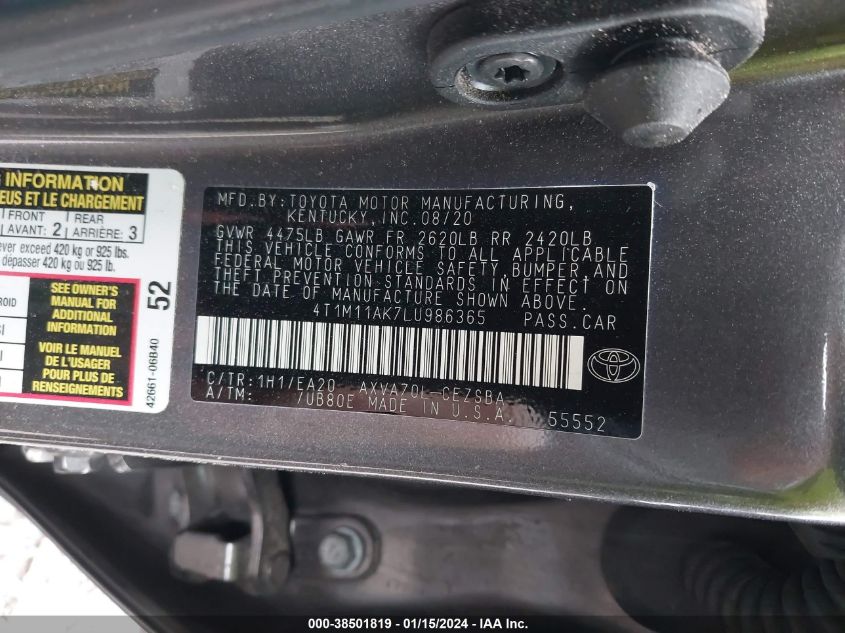 G INFORMATION
EUS ET LE CHARGEMENT
FRONT
AVANT: 2
REAR
ARRIÈRE: 3
ever exceed 420 kg or 925 lbs.
dépasser 420 kg ou 925 lb.
SEE OWNER'S
MANUAL FOR
ADDITIONAL
INFORMATION
VOIR LE MANUEL
DE L'USAGER
POUR PLUS DE
RENSEIGNEMENTS
52
42661-06B40
MFD.BY:TOYOTA MOTOR MANUFACTURING,
KENTUCKY,INC.08/20
GVWR 4475LB GAWR FR 2620LB RR 2420LB
THIS VEHICLE CONFORMS TO ALL APPLICABLE
FEDERAL MOTOR VEHICLE SAFETY, BUMPER, AND
THEFT PREVENTION STANDARDS IN EFFECT ON
THE DATE OF MANUFACTURE SHOWN ABOVE.
4T1M11AK7LU986365 PASS.CAR
C/TR:1H1/EA20 AXVA70L-CEZSBA
A/TM: /UB80E MADE IN U.S.A. 55552
000-38501819 - 01/15/2024 - IAA Inc.